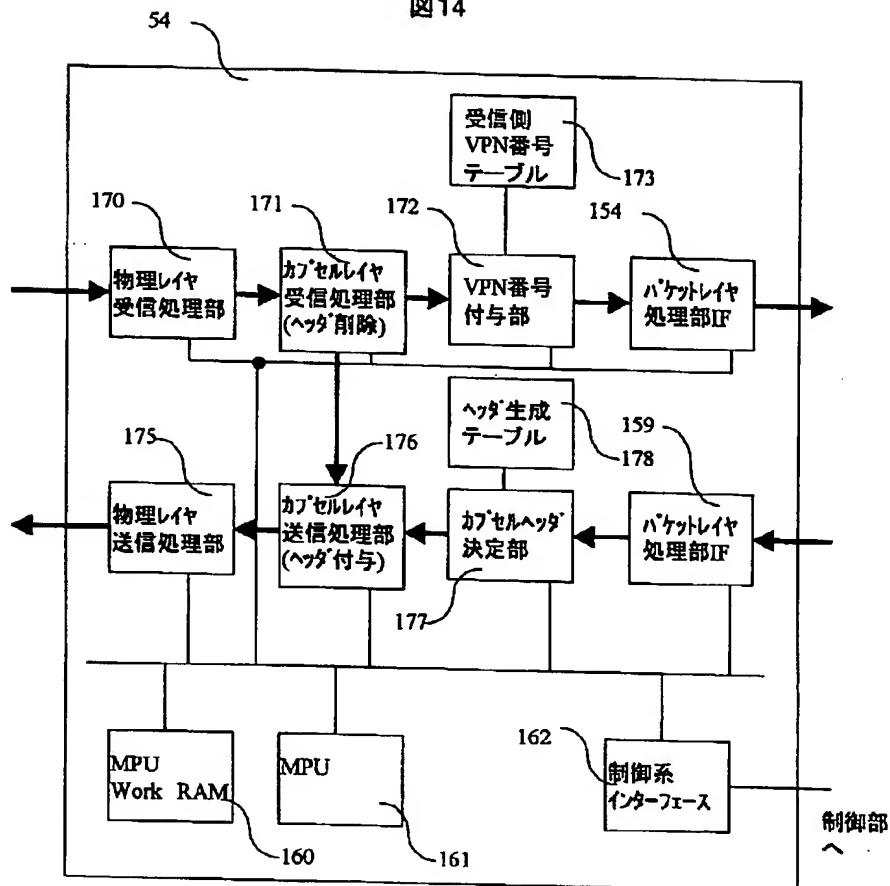 図14
54
受信側
VPN番号
テーブル
173
170
171
172
154
物理レイヤ
受信処理部
カプセルレイヤ
受信処理部
(ヘッダ削除)
VPN番号
付与部
パケットレイヤ
処理部IF
ヘッダ生成
テーブル
178
175
176
159
物理レイヤ
送信処理部
カプセルレイヤ
送信処理部
(ヘッダ付与)
カプセルヘッダ
決定部
177
パケットレイヤ
処理部IF
MPU
Work RAM
160
MPU
161
162
制御系
インターフェース
制御部
へ